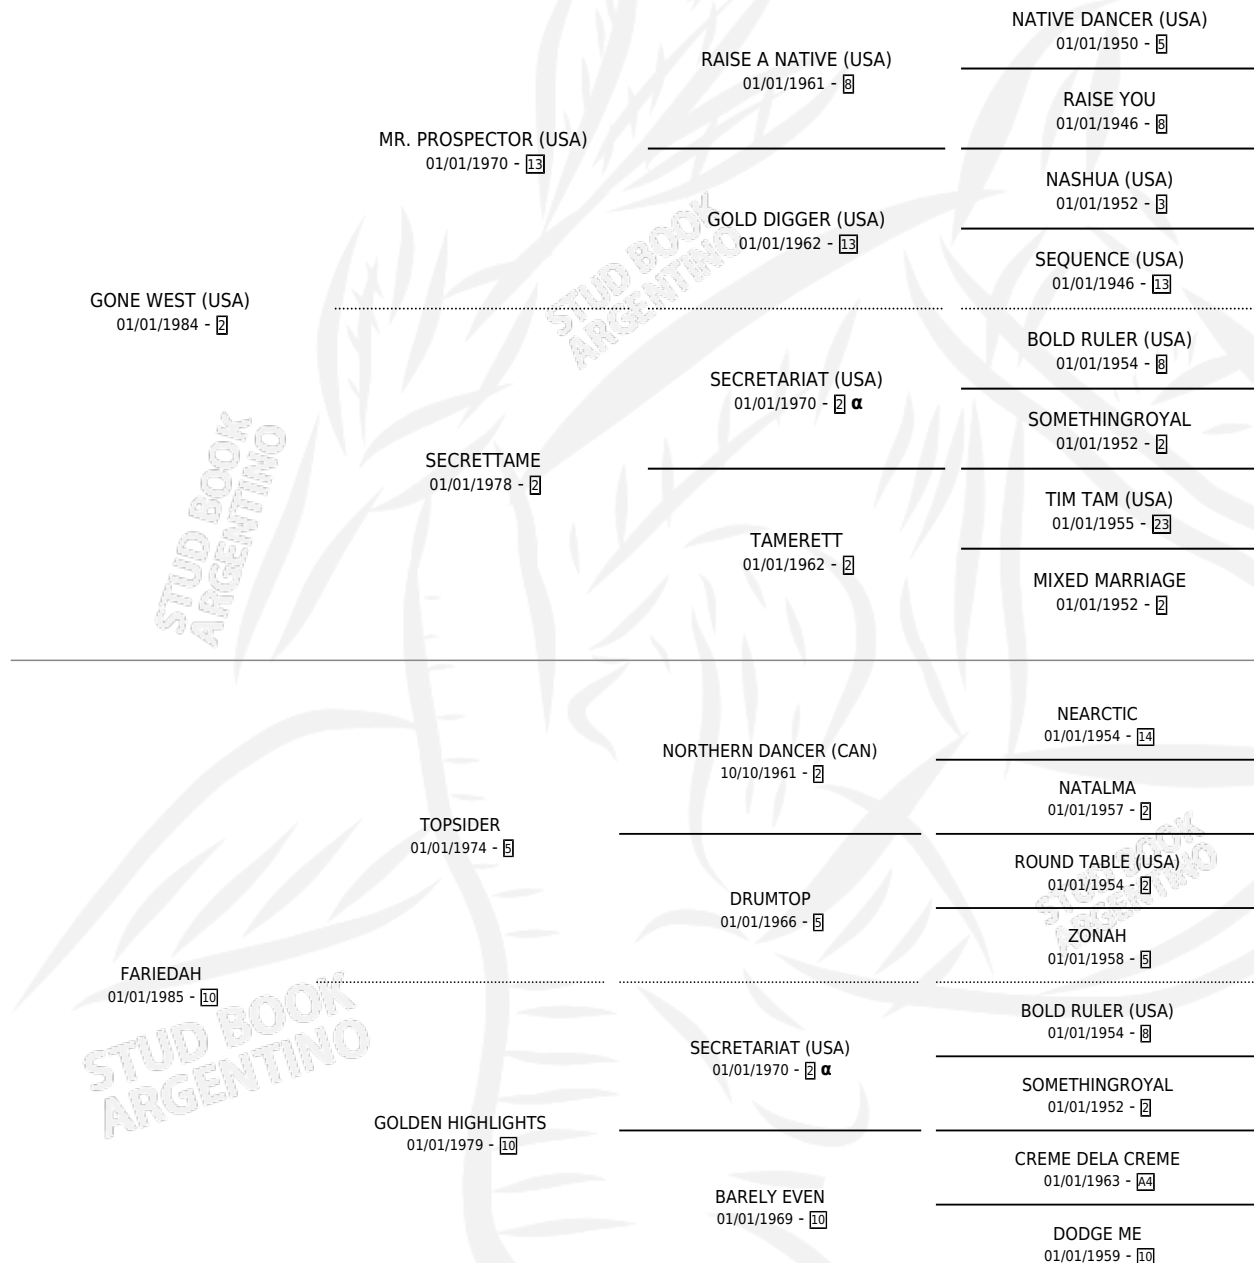 NATIVE DANCER (USA)
01/01/1950 - 5
RAISE A NATIVE (USA)
01/01/1961 - 8
RAISE YOU
01/01/1946 - 8
MR. PROSPECTOR (USA)
01/01/1970 - 13
NASHUA (USA)
01/01/1952 - 3
GOLD DIGGER (USA)
01/01/1962 - 13
SEQUENCE (USA)
01/01/1946 - 13
GONE WEST (USA)
01/01/1984 - 2
BOLD RULER (USA)
01/01/1954 - 8
SECRETARIAT (USA)
01/01/1970 - 2 α
SOMETHINGROYAL
01/01/1952 - 2
SECRETTAME
01/01/1978 - 2
TIM TAM (USA)
01/01/1955 - 23
TAMERETT
01/01/1962 - 2
MIXED MARRIAGE
01/01/1952 - 2
NEARCTIC
01/01/1954 - 14
NORTHERN DANCER (CAN)
10/10/1961 - 2
NATALMA
01/01/1957 - 2
TOPSIDER
01/01/1974 - 5
ROUND TABLE (USA)
01/01/1954 - 2
DRUMTOP
01/01/1966 - 5
ZONAH
01/01/1958 - 5
FARIEDAH
01/01/1985 - 10
BOLD RULER (USA)
01/01/1954 - 8
SECRETARIAT (USA)
01/01/1970 - 2 α
SOMETHINGROYAL
01/01/1952 - 2
GOLDEN HIGHLIGHTS
01/01/1979 - 10
CREME DELA CREME
01/01/1963 - A4
BARELY EVEN
01/01/1969 - 10
DODGE ME
01/01/1959 - 10
STUD BOOK
ARGENTINO
STUD BOOK
ARGENTINO
STUD BOOK
ARGENTINO
STUD BOOK
ARGENTINO